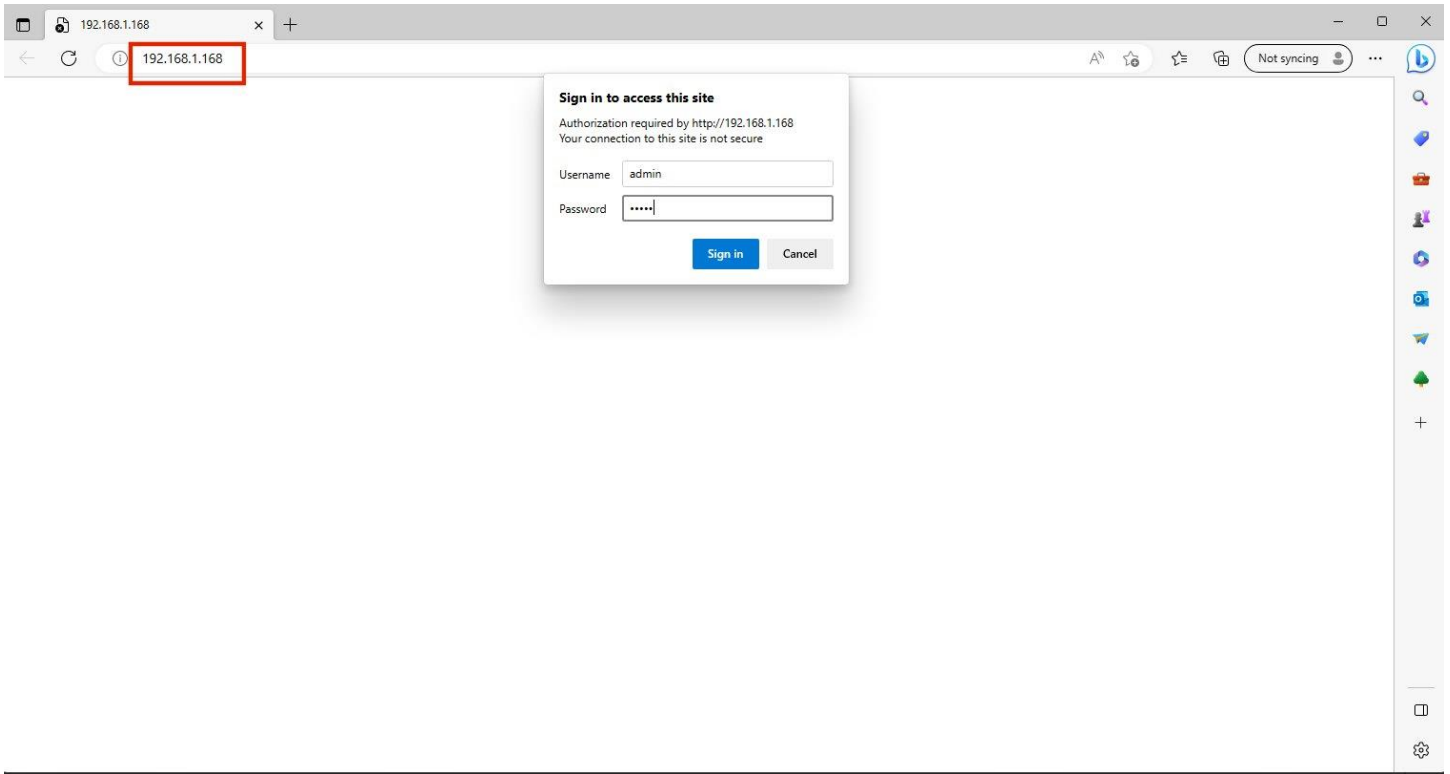 192.168.1.168
192.168.1.168
Not syncing
Sign in to access this site
Authorization required by http://192.168.1.168
Your connection to this site is not secure
Username admin
Password •••••
Sign in Cancel